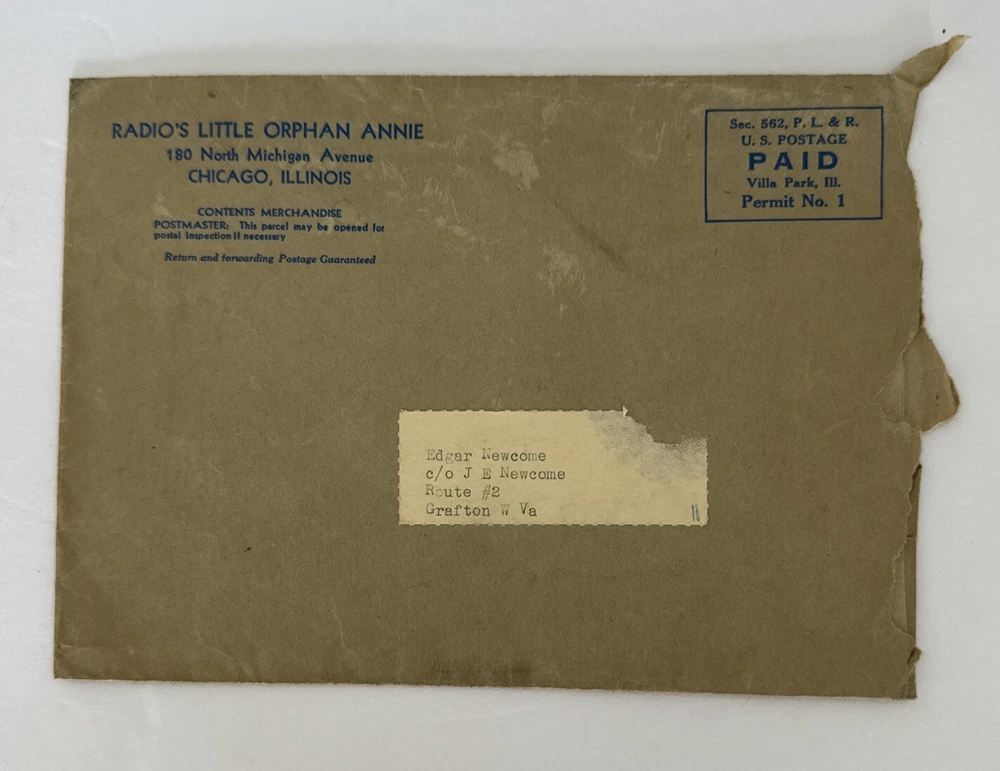 RADIO'S LITTLE ORPHAN ANNIE
180 North Michigan Avenue
CHICAGO, ILLINOIS
CONTENTS MERCHANDISE
POSTMASTER: This parcel may be opened for
postal inspection if necessary
Return and forwarding Postage Guaranteed
Sec. 562, P. L. & R.
U. S. POSTAGE
PAID
Villa Park, Ill.
Permit No. 1
Edgar Newcome
c/o J E Newcome
Route #2
Grafton W Va